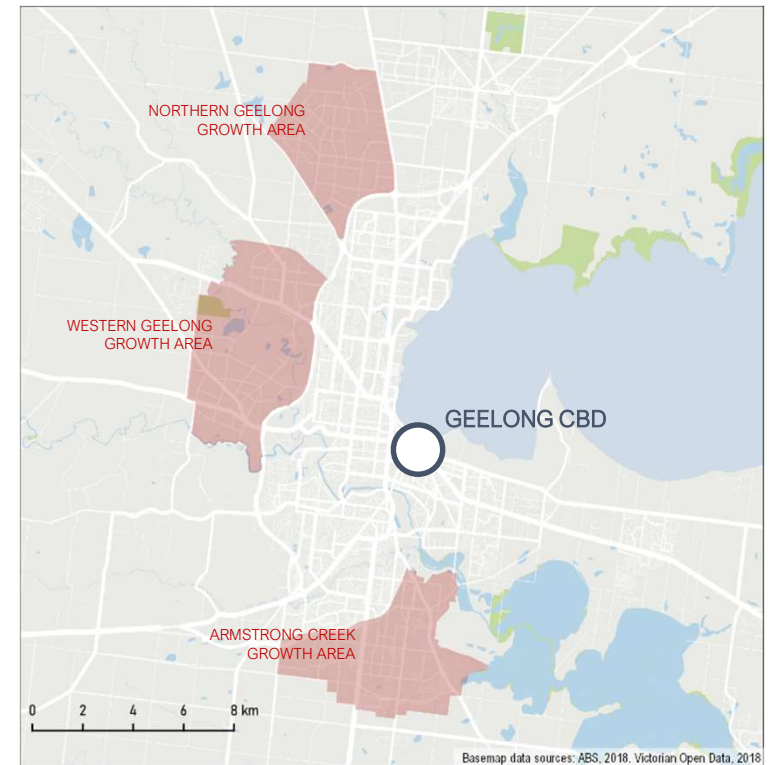 NORTHERN GEELONG
GROWTH AREA
WESTERN GEELONG
GROWTH AREA
GEELONG CBD
ARMSTRONG CREEK
GROWTH AREA
0 2 4 6 8 km
Basemap data sources: ABS, 2018. Victorian Open Data, 2018